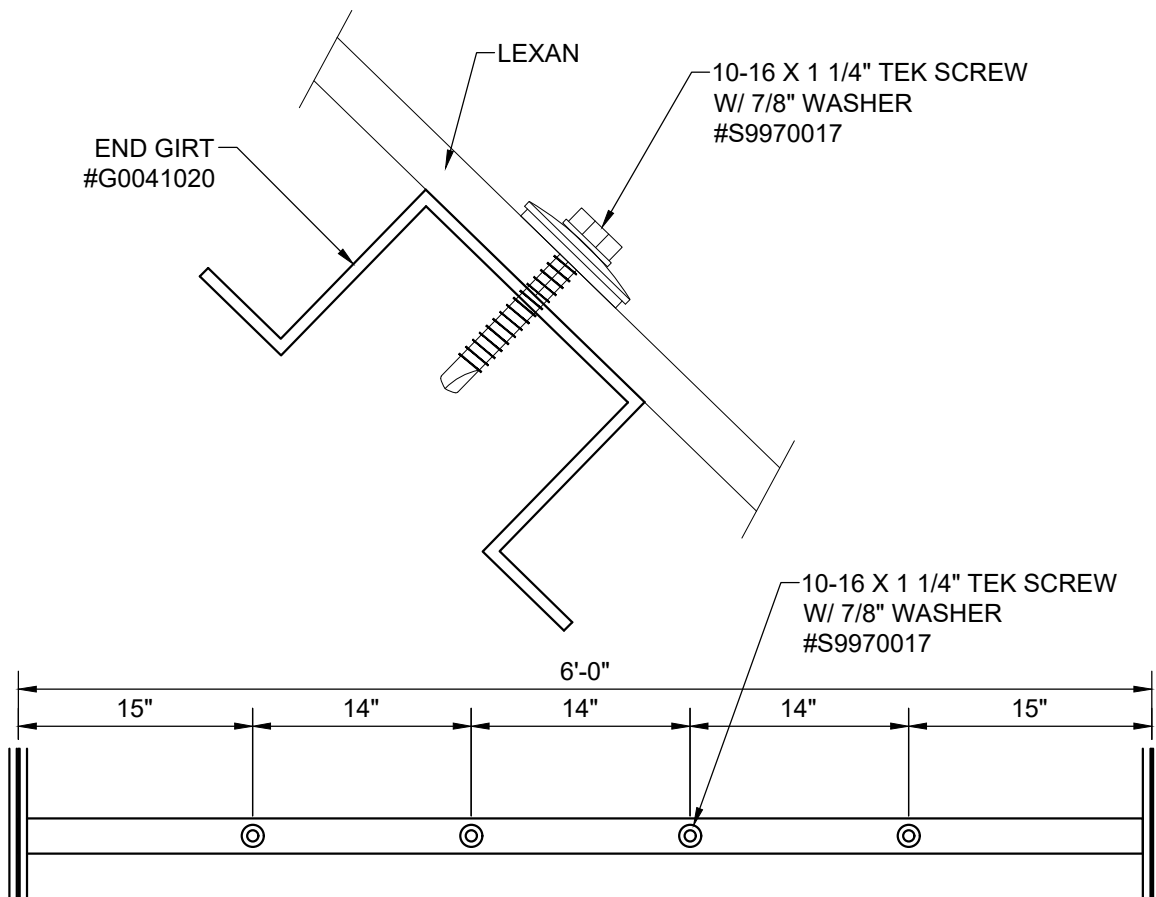 LEXAN
10-16 X 1 1/4" TEK SCREW
W/ 7/8" WASHER
#S9970017
END GIRT
#G0041020
10-16 X 1 1/4" TEK SCREW
W/ 7/8" WASHER
#S9970017
6'-0"
15" 14" 14" 14" 15"